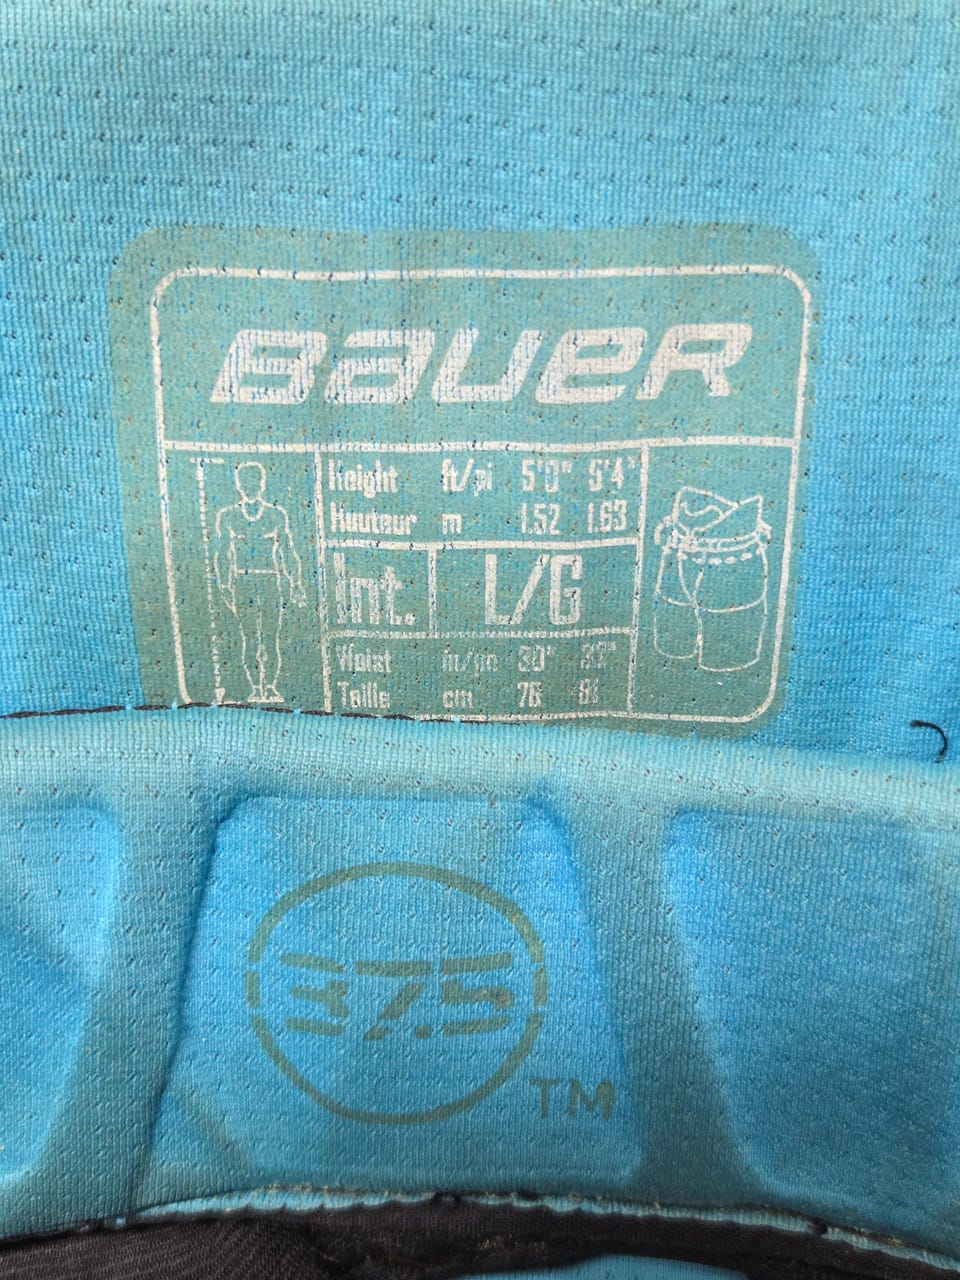 BAUER
Height ft/pi 5'0" 5'4"
Hauteur m 1.52 1.63
Int. L/G
Waist in/po 30" 32"
Taille cm 76 81
37.5
TM